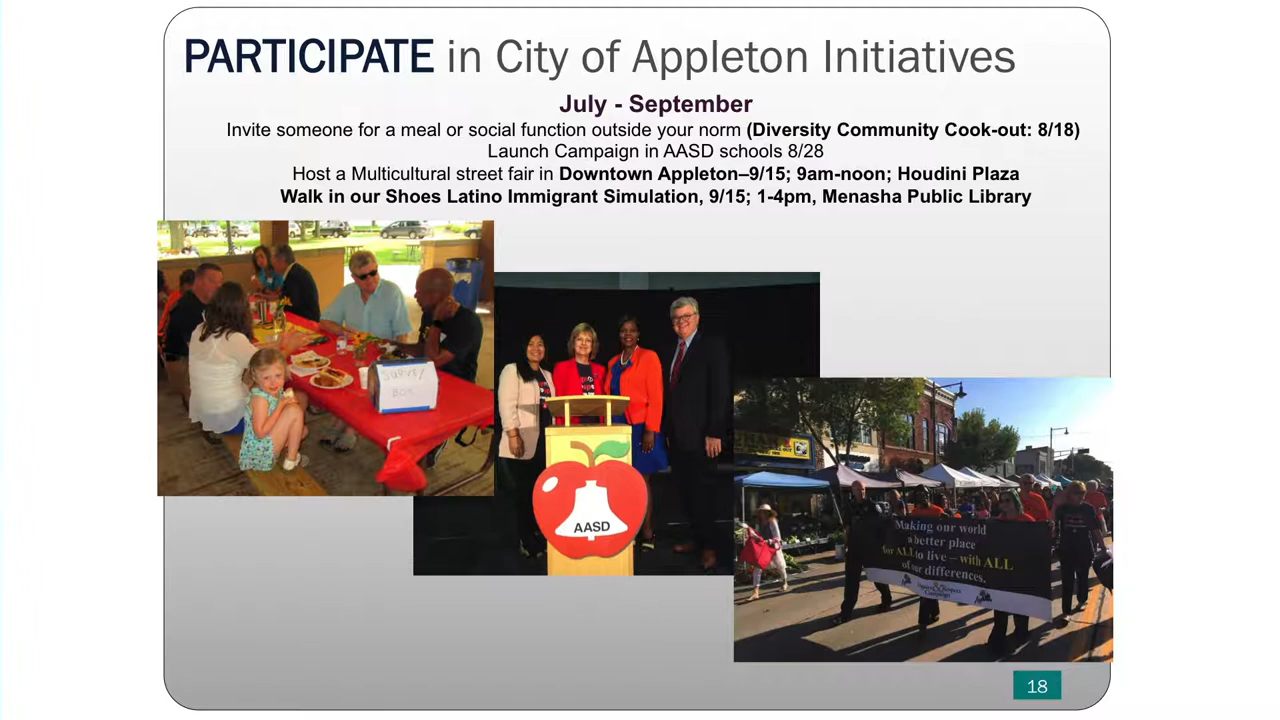 PARTICIPATE in City of Appleton Initiatives
July - September
Invite someone for a meal or social function outside your norm (Diversity Community Cook-out: 8/18)
Launch Campaign in AASD schools 8/28
Host a Multicultural street fair in Downtown Appleton–9/15; 9am-noon; Houdini Plaza
Walk in our Shoes Latino Immigrant Simulation, 9/15; 1-4pm, Menasha Public Library
SURVEY
BOX
AASD
Making our world
a better place
for ALL to live – with ALL
of our differences.
Campaign
18